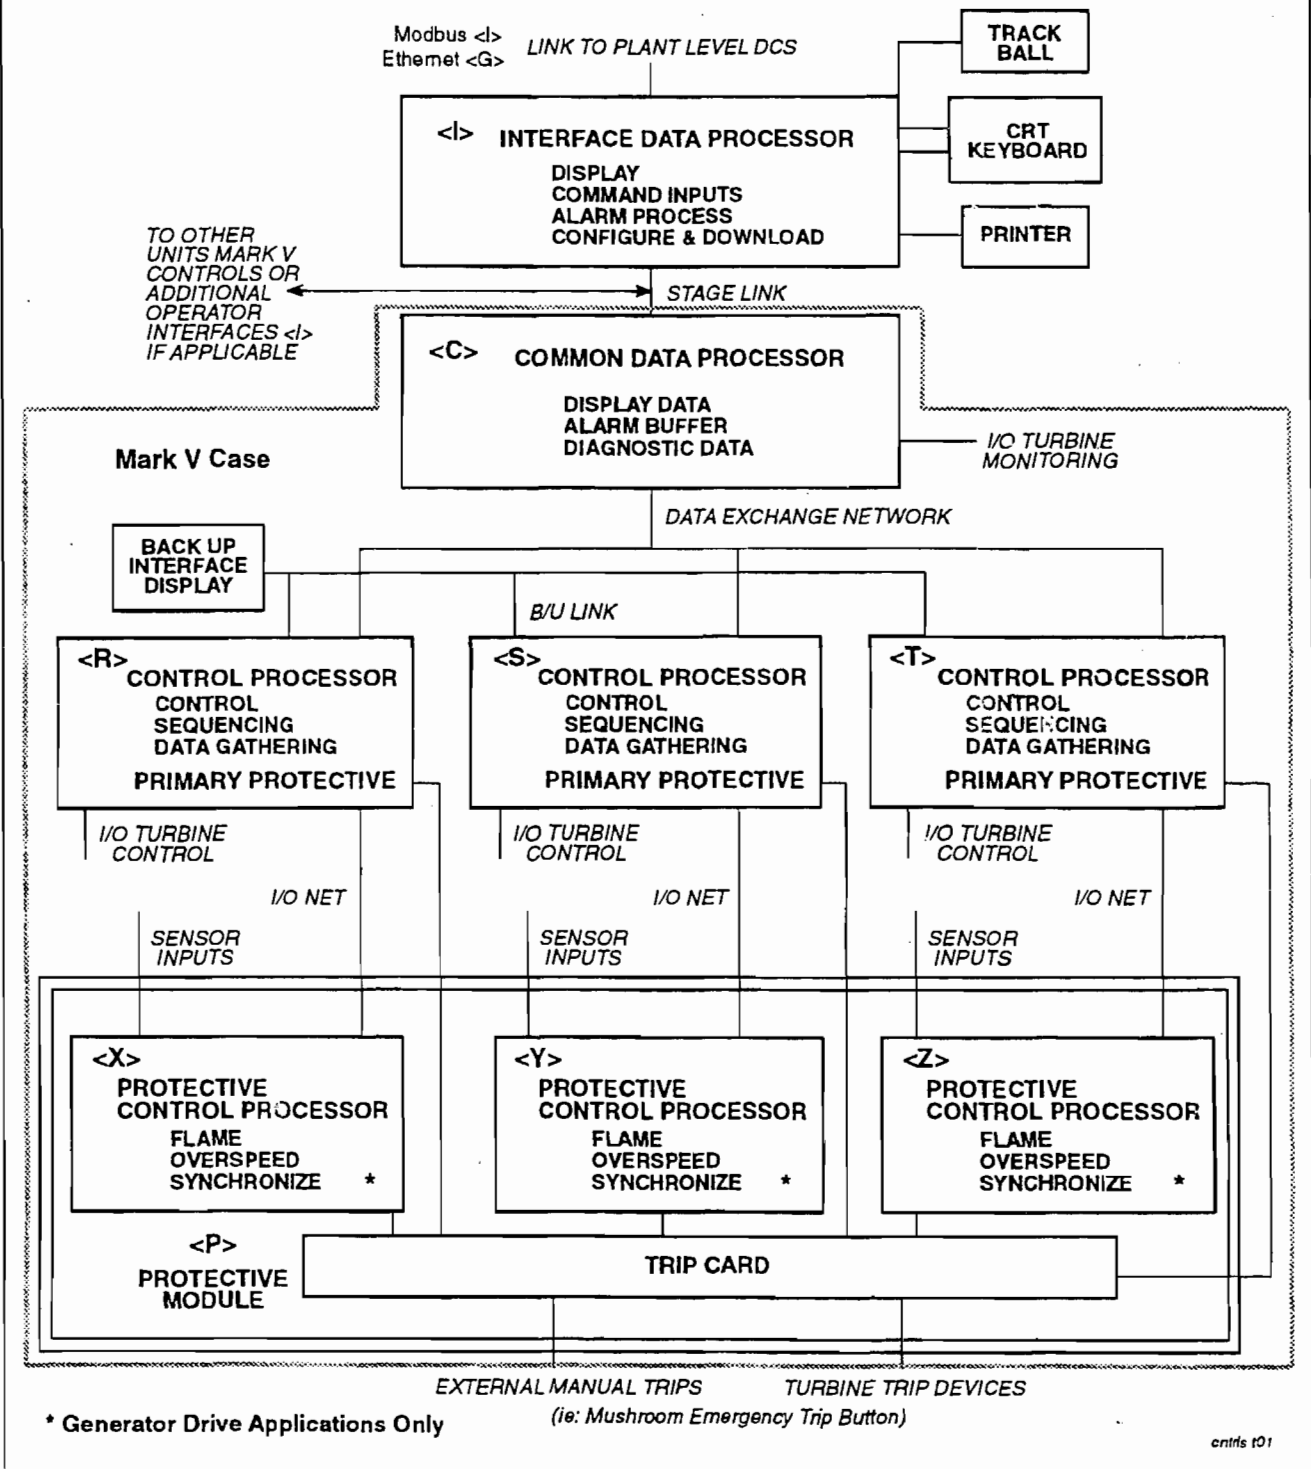 Modbus <I>
Ethernet <G>
LINK TO PLANT LEVEL DCS
TRACK
BALL
<I> INTERFACE DATA PROCESSOR
DISPLAY
COMMAND INPUTS
ALARM PROCESS
CONFIGURE & DOWNLOAD
CRT
KEYBOARD
PRINTER
TO OTHER
UNITS MARK V
CONTROLS OR
ADDITIONAL
OPERATOR
INTERFACES <I>
IF APPLICABLE
STAGE LINK
<C> COMMON DATA PROCESSOR
DISPLAY DATA
ALARM BUFFER
DIAGNOSTIC DATA
I/O TURBINE
MONITORING
Mark V Case
DATA EXCHANGE NETWORK
BACK UP
INTERFACE
DISPLAY
B/U LINK
<R>
CONTROL PROCESSOR
CONTROL
SEQUENCING
DATA GATHERING
PRIMARY PROTECTIVE
<S>
CONTROL PROCESSOR
CONTROL
SEQUENCING
DATA GATHERING
PRIMARY PROTECTIVE
<T>
CONTROL PROCESSOR
CONTROL
SEQUENCING
DATA GATHERING
PRIMARY PROTECTIVE
I/O TURBINE
CONTROL
I/O NET
SENSOR
INPUTS
I/O TURBINE
CONTROL
I/O NET
SENSOR
INPUTS
I/O TURBINE
CONTROL
I/O NET
SENSOR
INPUTS
<X>
PROTECTIVE
CONTROL PROCESSOR
FLAME
OVERSPEED
SYNCHRONIZE *
<Y>
PROTECTIVE
CONTROL PROCESSOR
FLAME
OVERSPEED
SYNCHRONIZE *
<Z>
PROTECTIVE
CONTROL PROCESSOR
FLAME
OVERSPEED
SYNCHRONIZE *
<P>
PROTECTIVE
MODULE
TRIP CARD
EXTERNAL MANUAL TRIPS
TURBINE TRIP DEVICES
(ie: Mushroom Emergency Trip Button)
* Generator Drive Applications Only
cntrls t01